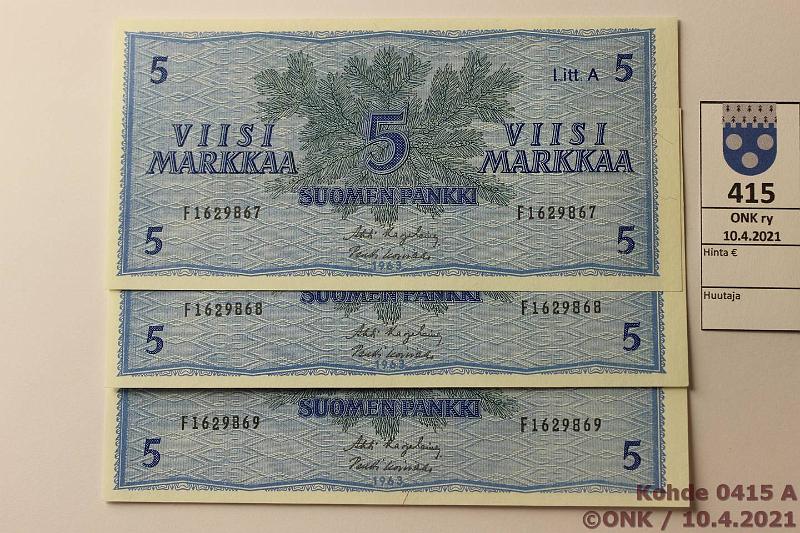 5 Litt. A 5
VIISI MARKKAA 5 VIISI MARKKAA
SUOMEN PANKKI
F1629867 F1629867
5 1963 5
SUOMEN PANKKI
F1629868 F1629868
5 1963 5
SUOMEN PANKKI
F1629869 F1629869
5 1963 5
415
ONK ry
10.4.2021
Hinta €
Huutaja
Kohde 0415 A
©ONK / 10.4.2021